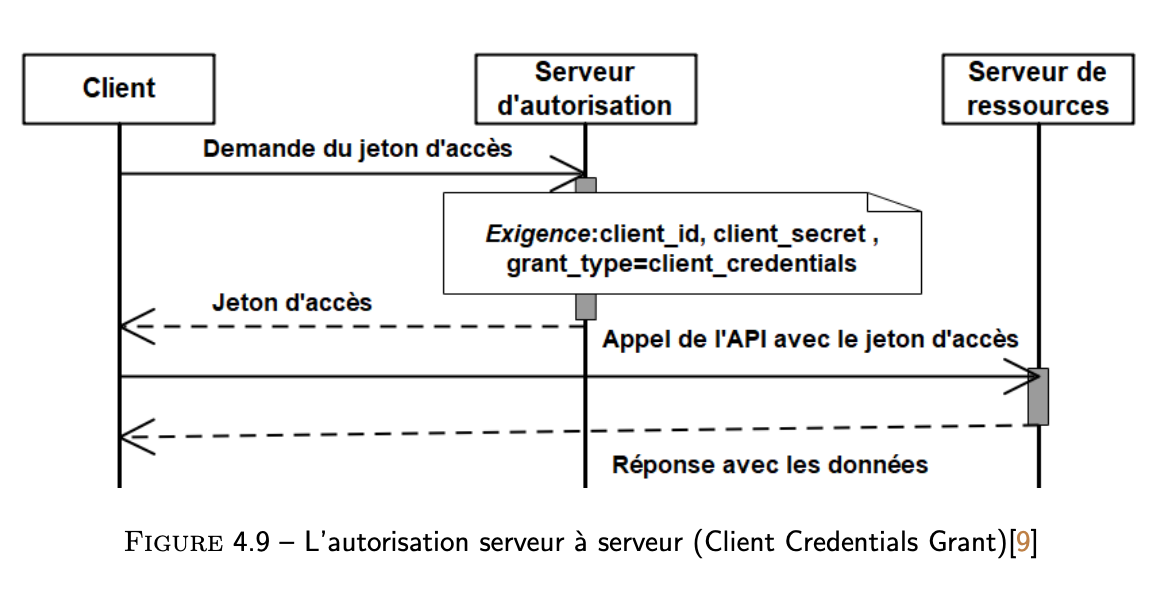 Client
Serveur
d'autorisation
Serveur de
ressources
Demande du jeton d'accès
Exigence:client_id, client_secret ,
grant_type=client_credentials
Jeton d'accès
Appel de l'API avec le jeton d'accès
Réponse avec les données
FIGURE 4.9 – L'autorisation serveur à serveur (Client Credentials Grant)[9]